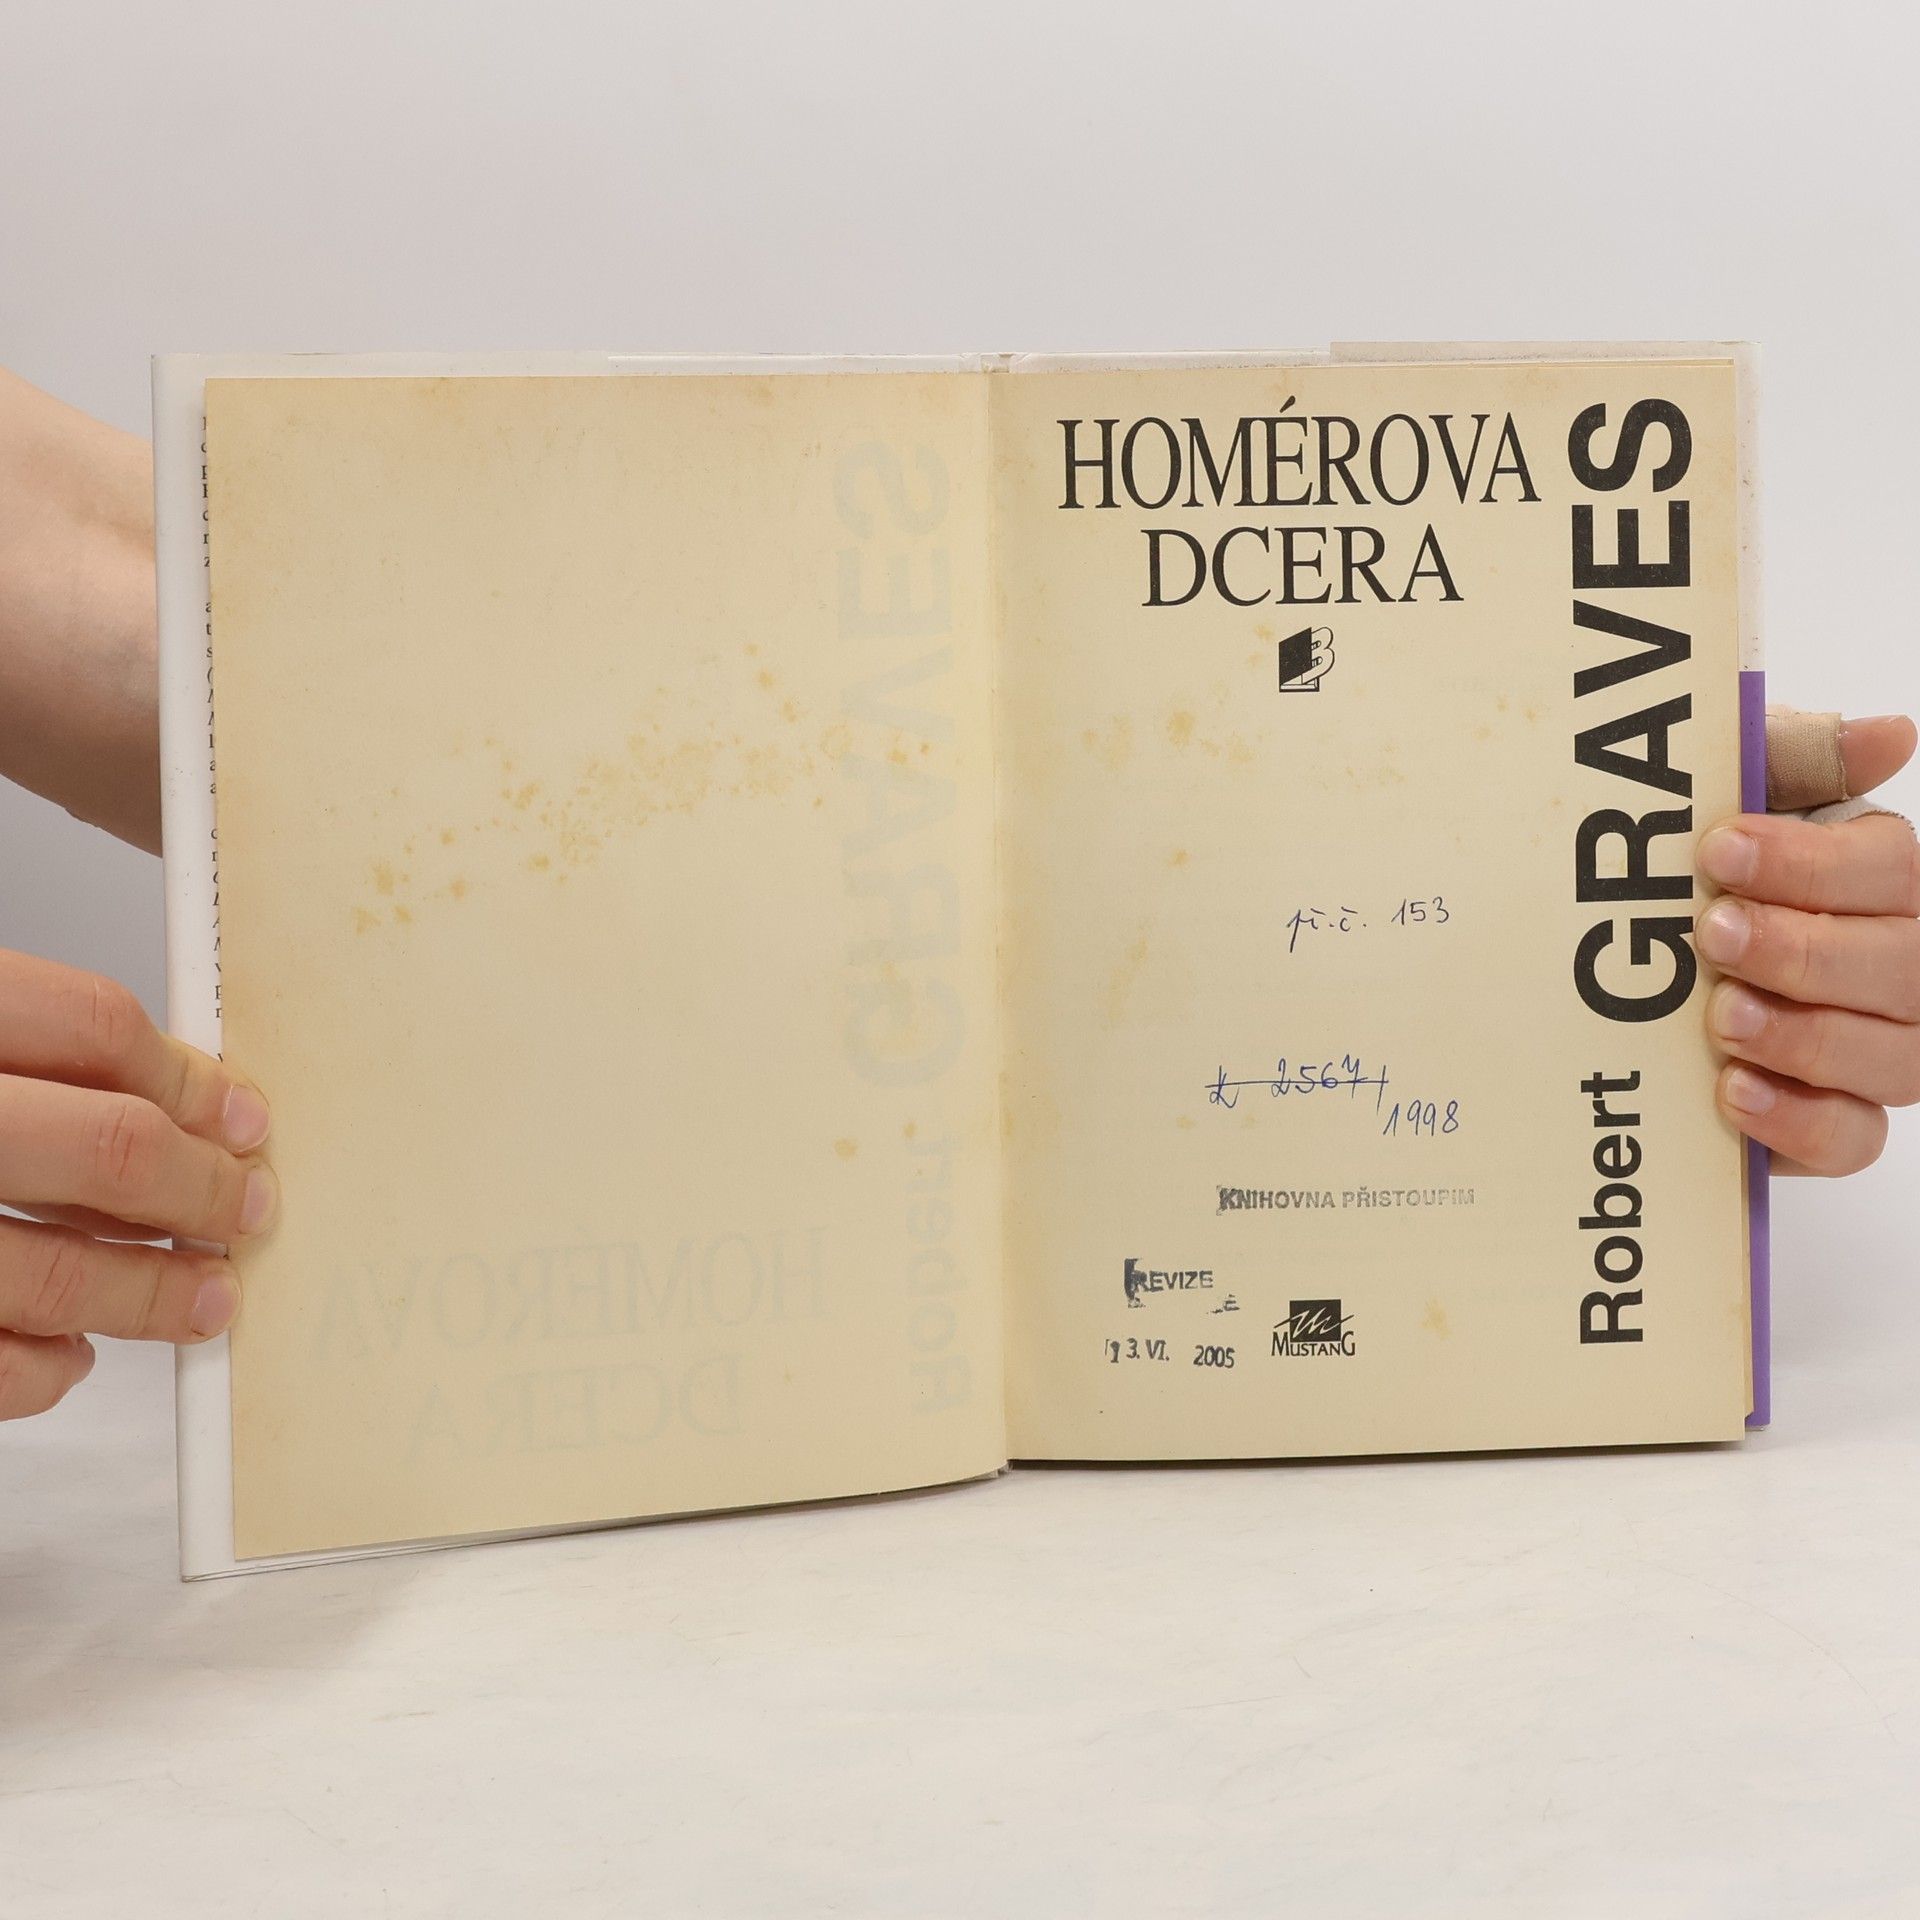 HOMÉROVA
DCERA
Robert GRAVES
př.č. 153
2567/
1998
KNIHOVNA PŘISTOUPIM
REVIZE
3. VI. 2005
MUSTANG